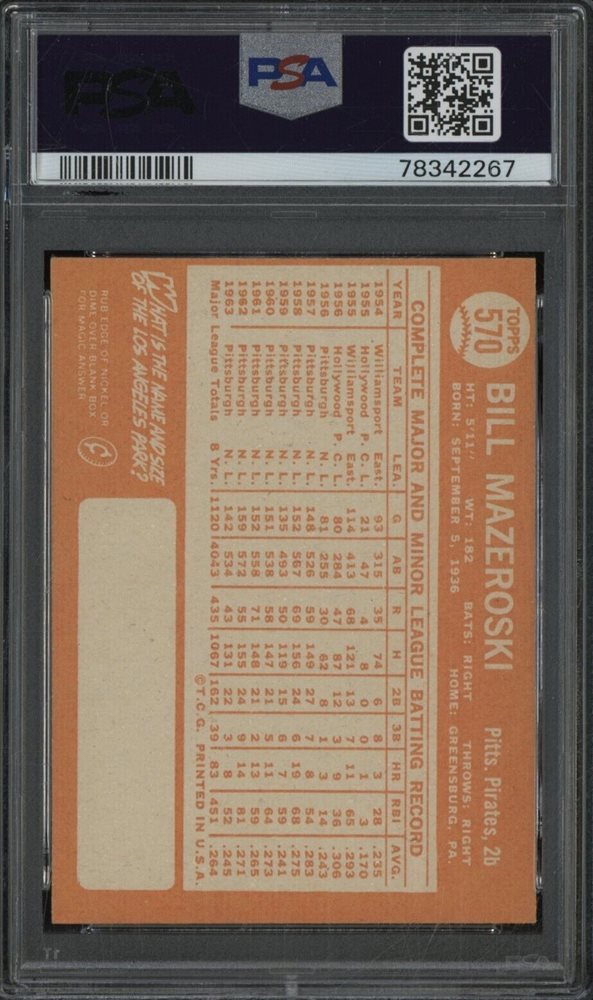 PSA
PSA
78342267
TOPPS
570
BILL MAZEROSKI
Pitts. Pirates, 2b
HT: 5'11" WT: 182 BATS: RIGHT THROWS: RIGHT
BORN: SEPTEMBER 5, 1936 HOME: GREENSBURG, PA.
COMPLETE MAJOR AND MINOR LEAGUE BATTING RECORD
YEAR TEAM LEA. G AB R H 2B 3B HR RBI AVG.
1954 Williamsport East. 93 315 35 74 6 8 3 28 .235
1955 Hollywood P. C. L. 21 47 4 8 0 0 1 3 .170
1955 Williamsport East. 114 413 68 121 13 7 11 65 .293
1956 Hollywood P. C. L. 80 284 47 87 12 3 9 36 .306
1956 Pittsburgh N. L. 81 255 30 62 8 1 3 14 .243
1957 Pittsburgh N. L. 148 526 59 149 27 7 8 54 .283
1958 Pittsburgh N. L. 152 567 69 156 24 6 19 68 .275
1959 Pittsburgh N. L. 135 493 50 119 15 6 7 59 .241
1960 Pittsburgh N. L. 151 538 58 147 21 5 11 64 .273
1961 Pittsburgh N. L. 152 558 71 148 21 2 13 59 .265
1962 Pittsburgh N. L. 159 572 55 155 24 9 14 81 .271
1963 Pittsburgh N. L. 142 534 43 131 22 3 8 52 .245
Major League Totals 8 Yrs. 1120 4043 435 1067 162 39 83 451 .264
©T.C.G. PRINTED IN U.S.A.
WHAT IS THE NAME AND SIZE
OF THE LOS ANGELES PARK?
RUB EDGE OF NICKEL OR
DIME OVER BLANK BOX
FOR MAGIC ANSWER
PSA